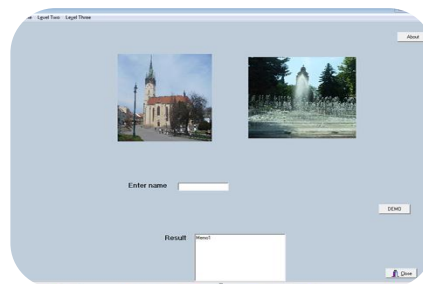 Level Two Level Three
About
Enter name
DEMO
Result
Memo1
Close